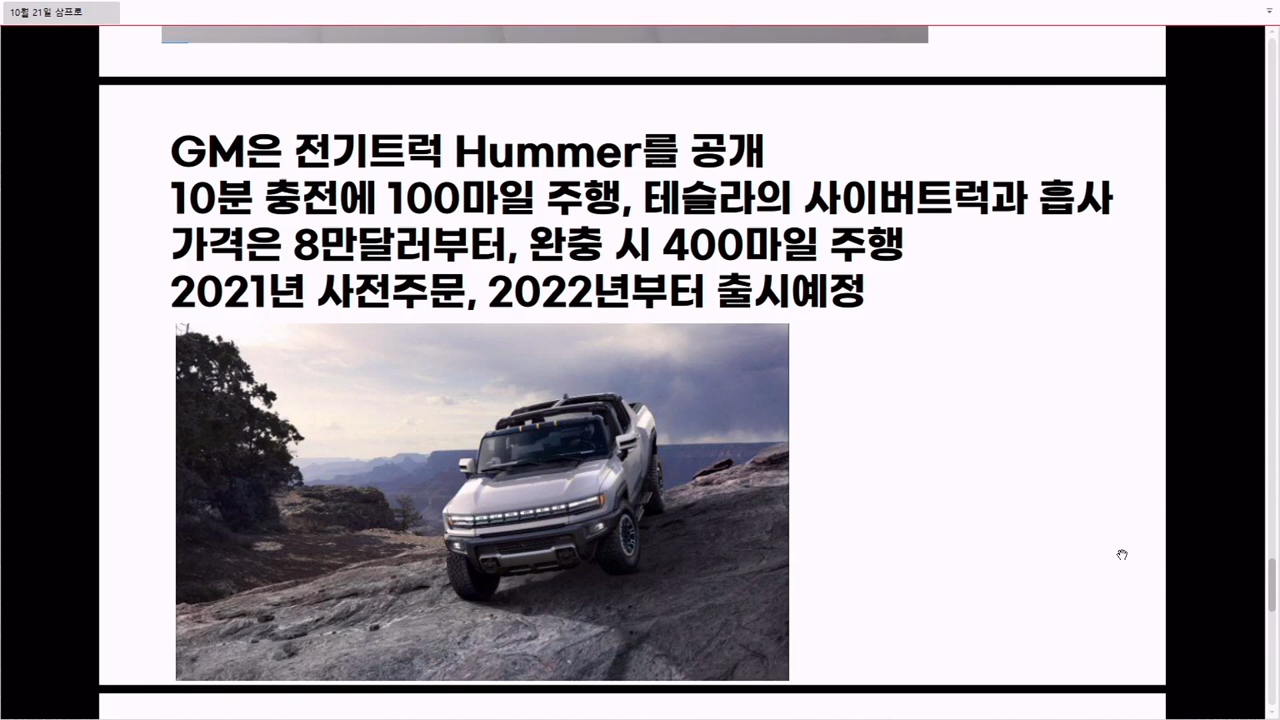 10월 21일 삼프로
GM은 전기트럭 Hummer를 공개
10분 충전에 100마일 주행, 테슬라의 사이버트럭과 흡사
가격은 8만달러부터, 완충 시 400마일 주행
2021년 사전주문, 2022년부터 출시예정